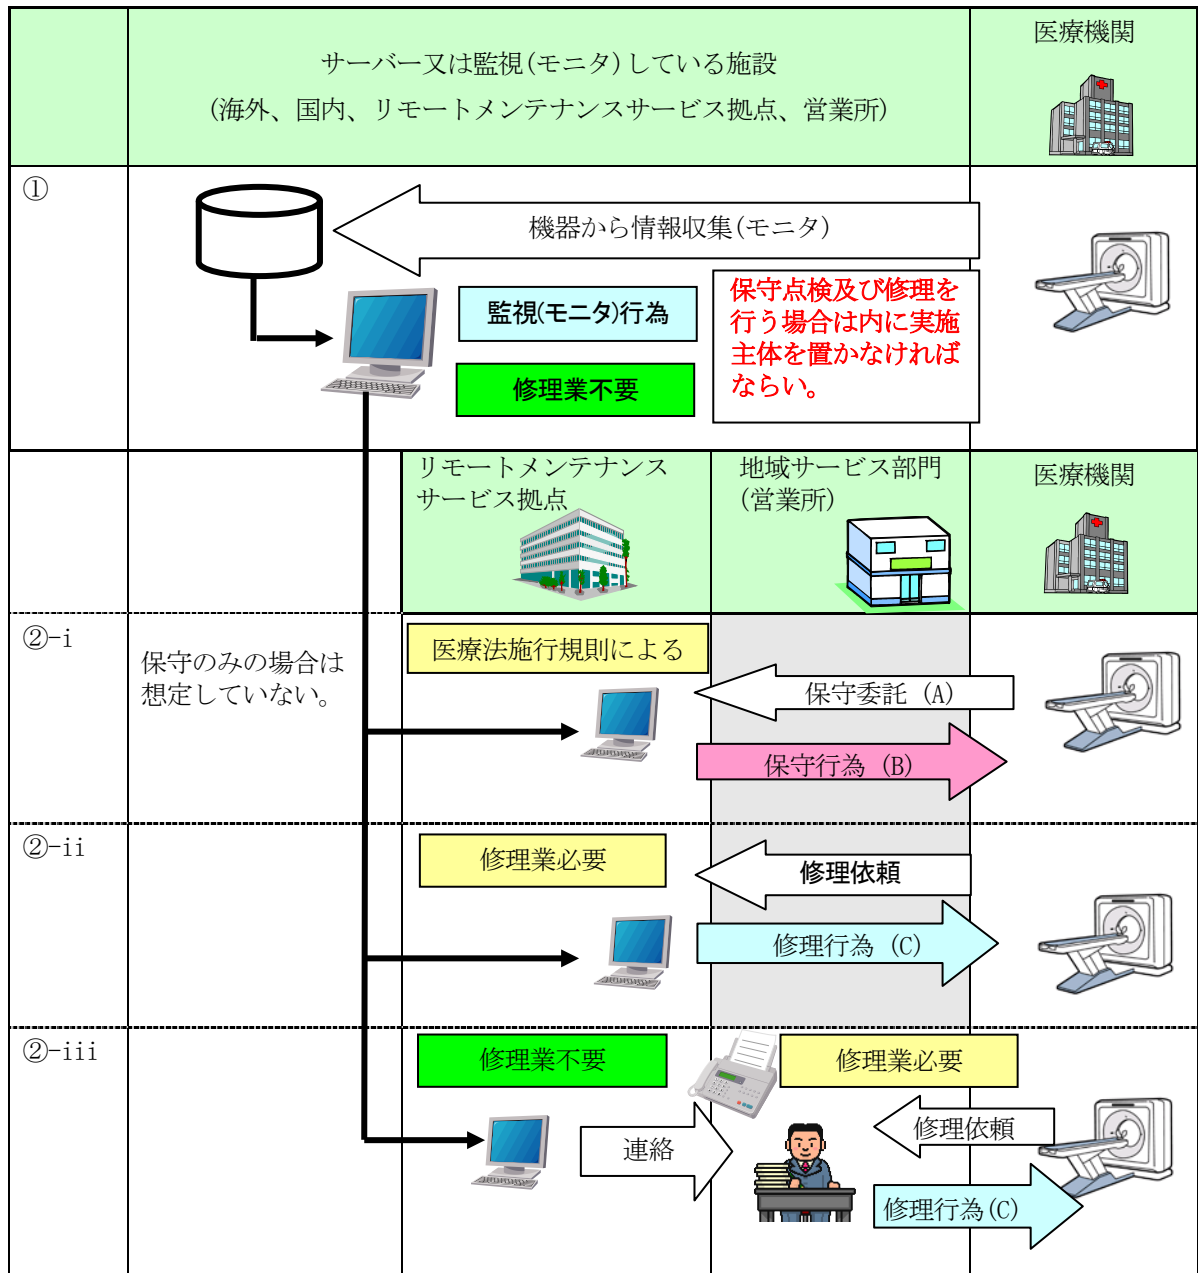 サーバー又は監視(モニタ)している施設
(海外、国内、リモートメンテナンスサービス拠点、営業所)
医療機関
①
機器から情報収集(モニタ)
監視(モニタ)行為
修理業不要
保守点検及び修理を
行う場合は内に実施
主体を置かなければ
ならい。
リモートメンテナンス
サービス拠点
地域サービス部門
(営業所)
医療機関
②-i
保守のみの場合は
想定していない。
医療法施行規則による
保守委託 (A)
保守行為 (B)
②-ii
修理業必要
修理依頼
修理行為 (C)
②-iii
修理業不要
修理業必要
連絡
修理依頼
修理行為(C)